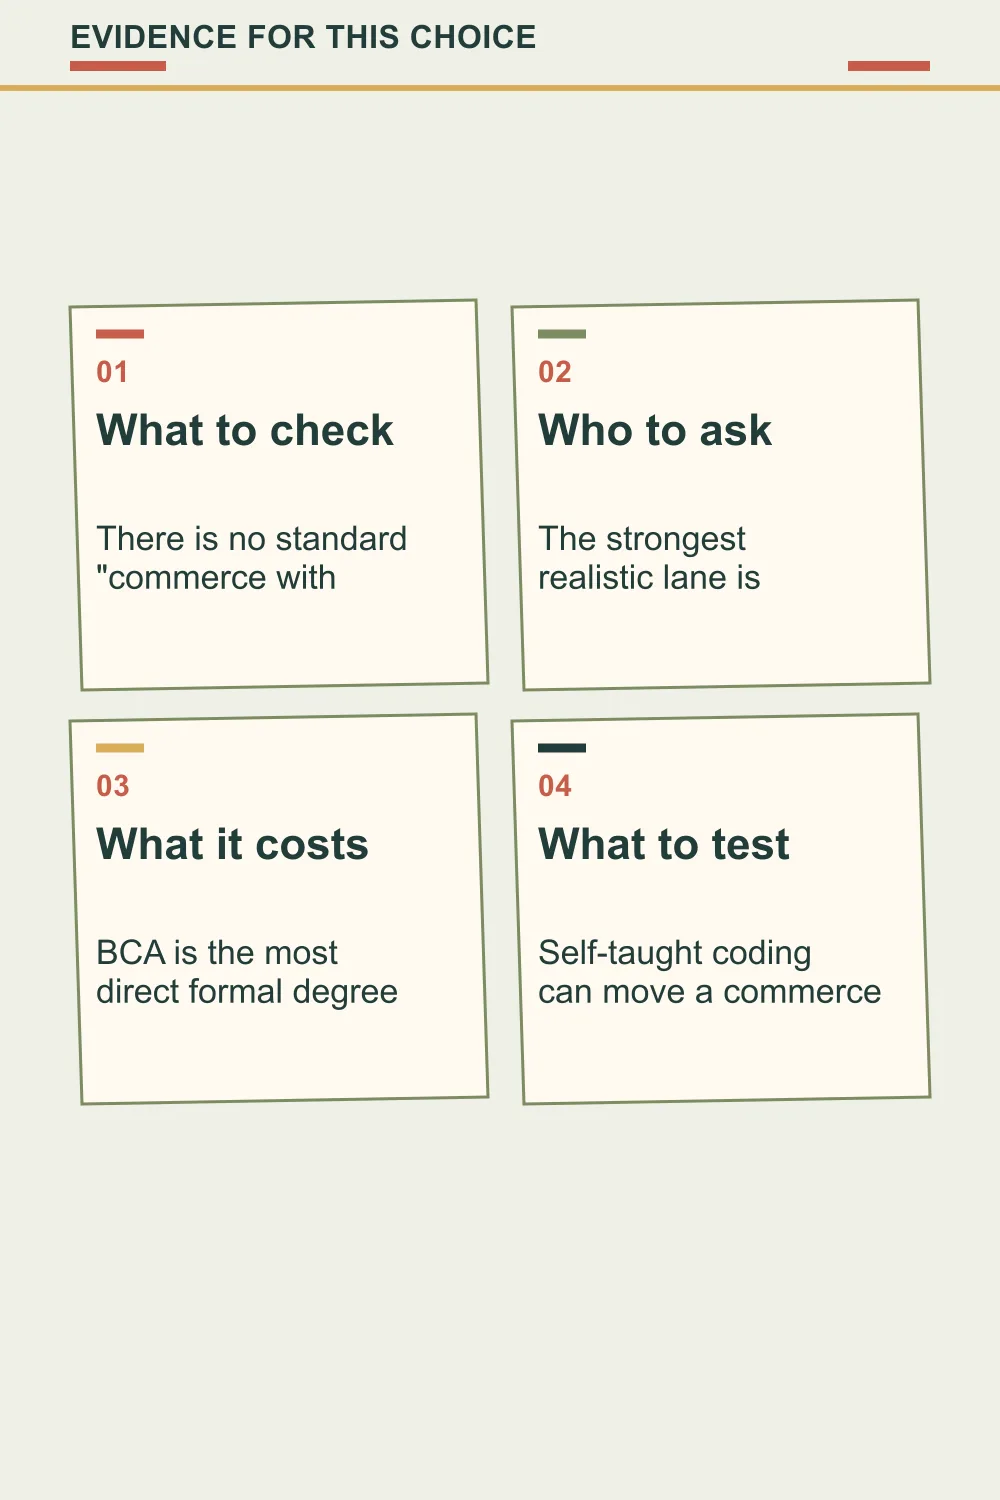 EVIDENCE FOR THIS CHOICE
01
What to check
There is no standard
"commerce with
02
Who to ask
The strongest
realistic lane is
03
What it costs
BCA is the most
direct formal degree
04
What to test
Self-taught coding
can move a commerce